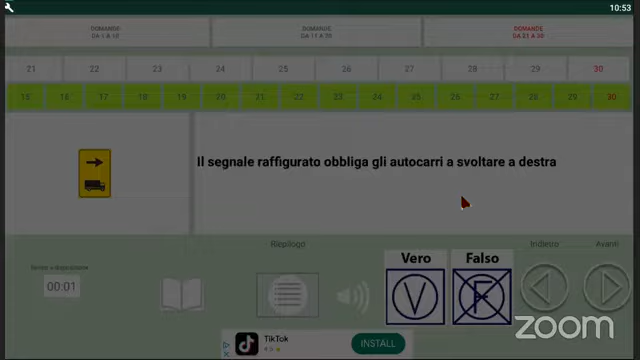 10:53
DOMANDE
DA 1 A 10
DOMANDE
DA 11 A 20
DOMANDE
DA 21 A 30
21 22 23 24 25 26 27 28 29 30
15 16 17 18 19 20 21 22 23 24 25 26 27 28 29 30
Il segnale raffigurato obbliga gli autocarri a svoltare a destra
Riepilogo
Indietro
Avanti
Vero
Falso
Tempo a disposizione
00:01
V
F
TikTok
INSTALL
zoom